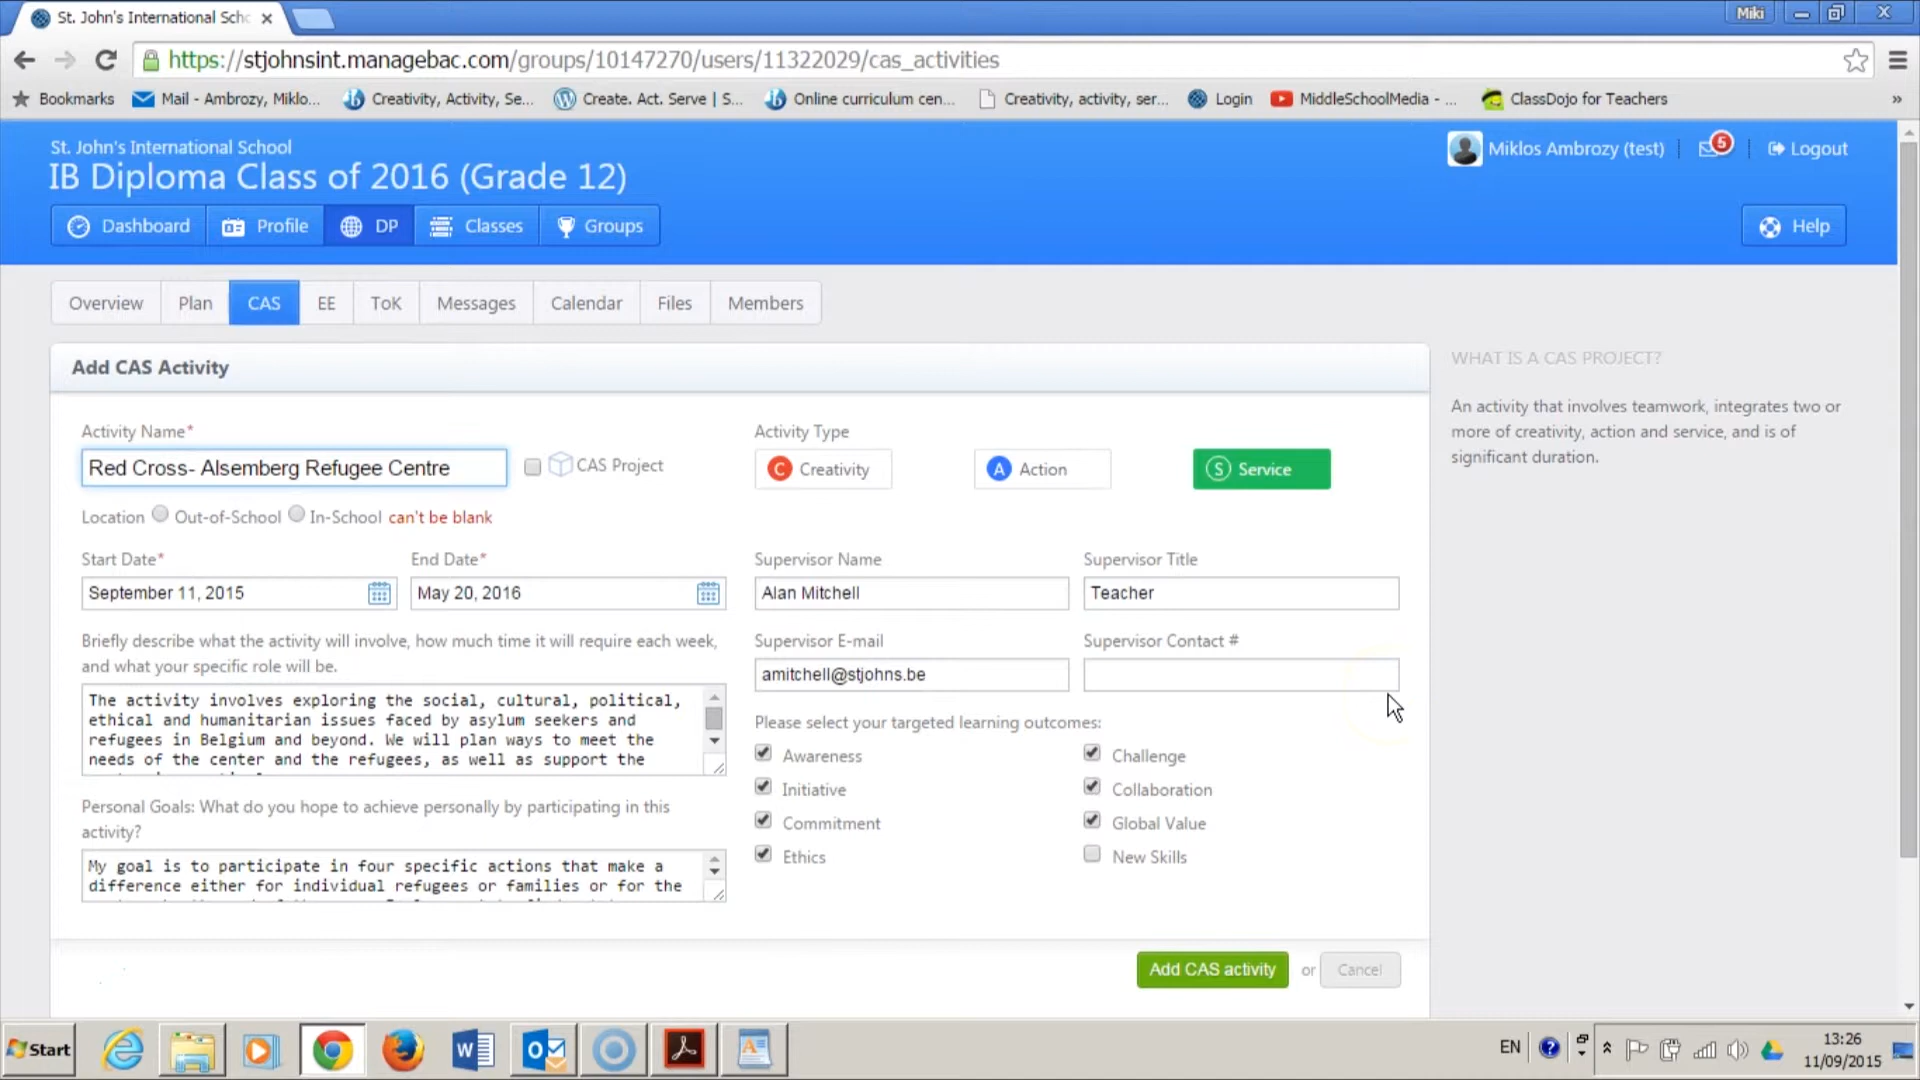 St. John's International Scho
Miki
https://stjohnsint.managebac.com/groups/10147270/users/11322029/cas_activities
Bookmarks
Mail - Ambrozy, Miklo...
Creativity, Activity, Se...
Create. Act. Serve | S...
Online curriculum cen...
Creativity, activity, ser...
Login
MiddleSchoolMedia - ...
ClassDojo for Teachers
»
St. John's International School
IB Diploma Class of 2016 (Grade 12)
Miklos Ambrozy (test)
5
Logout
Dashboard
Profile
DP
Classes
Groups
Help
Overview
Plan
CAS
EE
ToK
Messages
Calendar
Files
Members
Add CAS Activity
WHAT IS A CAS PROJECT?
An activity that involves teamwork, integrates two or
more of creativity, action and service, and is of
significant duration.
Activity Name*
Red Cross- Alsemberg Refugee Centre
CAS Project
Activity Type
C Creativity
A Action
S Service
Location Out-of-School In-School can't be blank
Start Date*
September 11, 2015
End Date*
May 20, 2016
Supervisor Name
Alan Mitchell
Supervisor Title
Teacher
Briefly describe what the activity will involve, how much time it will require each week,
and what your specific role will be.
The activity involves exploring the social, cultural, political,
ethical and humanitarian issues faced by asylum seekers and
refugees in Belgium and beyond. We will plan ways to meet the
needs of the center and the refugees, as well as support the
Supervisor E-mail
amitchell@stjohns.be
Supervisor Contact #
Please select your targeted learning outcomes:
Awareness
Challenge
Initiative
Collaboration
Commitment
Global Value
Ethics
New Skills
Personal Goals: What do you hope to achieve personally by participating in this
activity?
My goal is to participate in four specific actions that make a
difference either for individual refugees or families or for the
Add CAS activity
or
Cancel
Start
EN
13:26
11/09/2015